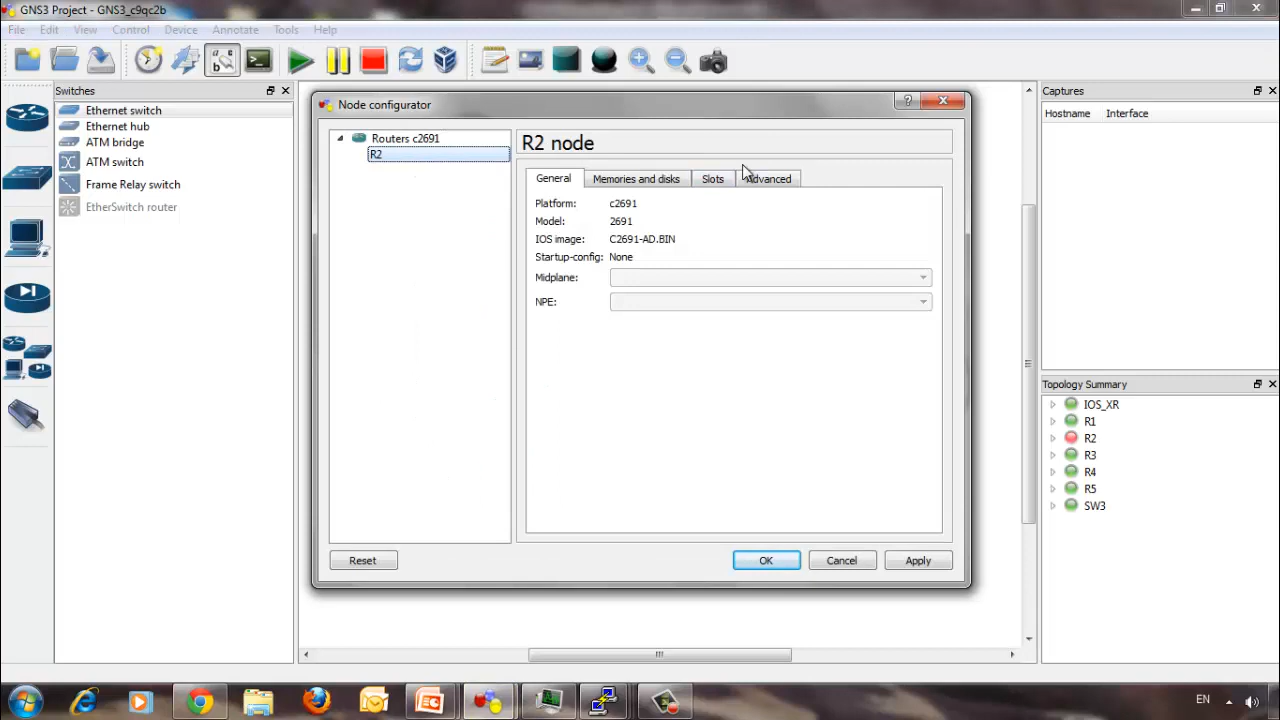 GNS3 Project - GNS3_c9qc2b
File Edit View Control Device Annotate Tools Help
Switches
Ethernet switch
Ethernet hub
ATM bridge
ATM switch
Frame Relay switch
EtherSwitch router
Node configurator
Routers c2691
R2
R2 node
General Memories and disks Slots Advanced
Platform: c2691
Model: 2691
IOS image: C2691-AD.BIN
Startup-config: None
Midplane:
NPE:
Reset OK Cancel Apply
Captures
Hostname Interface
Topology Summary
IOS_XR
R1
R2
R3
R4
R5
SW3
EN